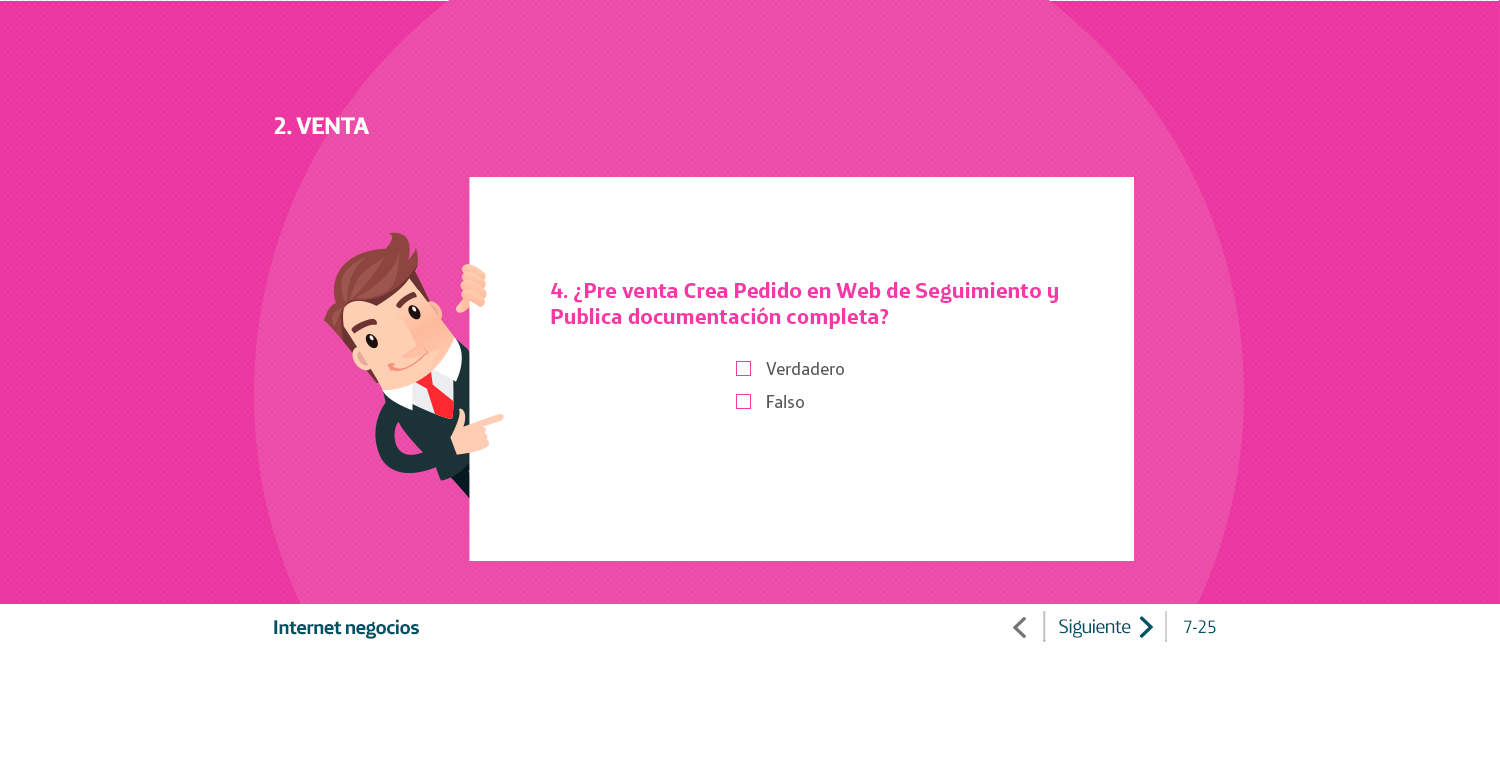 2. VENTA
4. ¿Pre venta Crea Pedido en Web de Seguimiento y
Publica documentación completa?
Verdadero
Falso
Internet negocios
Siguiente
7-25